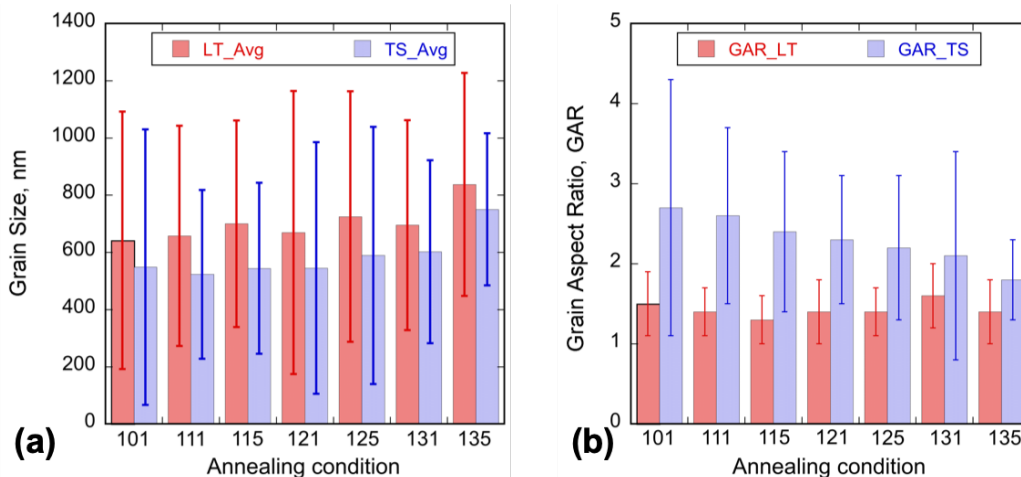 1400
LT_Avg TS_Avg
1200
1000
800
600
400
200
0
Grain Size, nm
101 111 115 121 125 131 135
Annealing condition
(a)
GAR_LT GAR_TS
5
4
3
2
1
0
Grain Aspect Ratio, GAR
101 111 115 121 125 131 135
Annealing condition
(b)